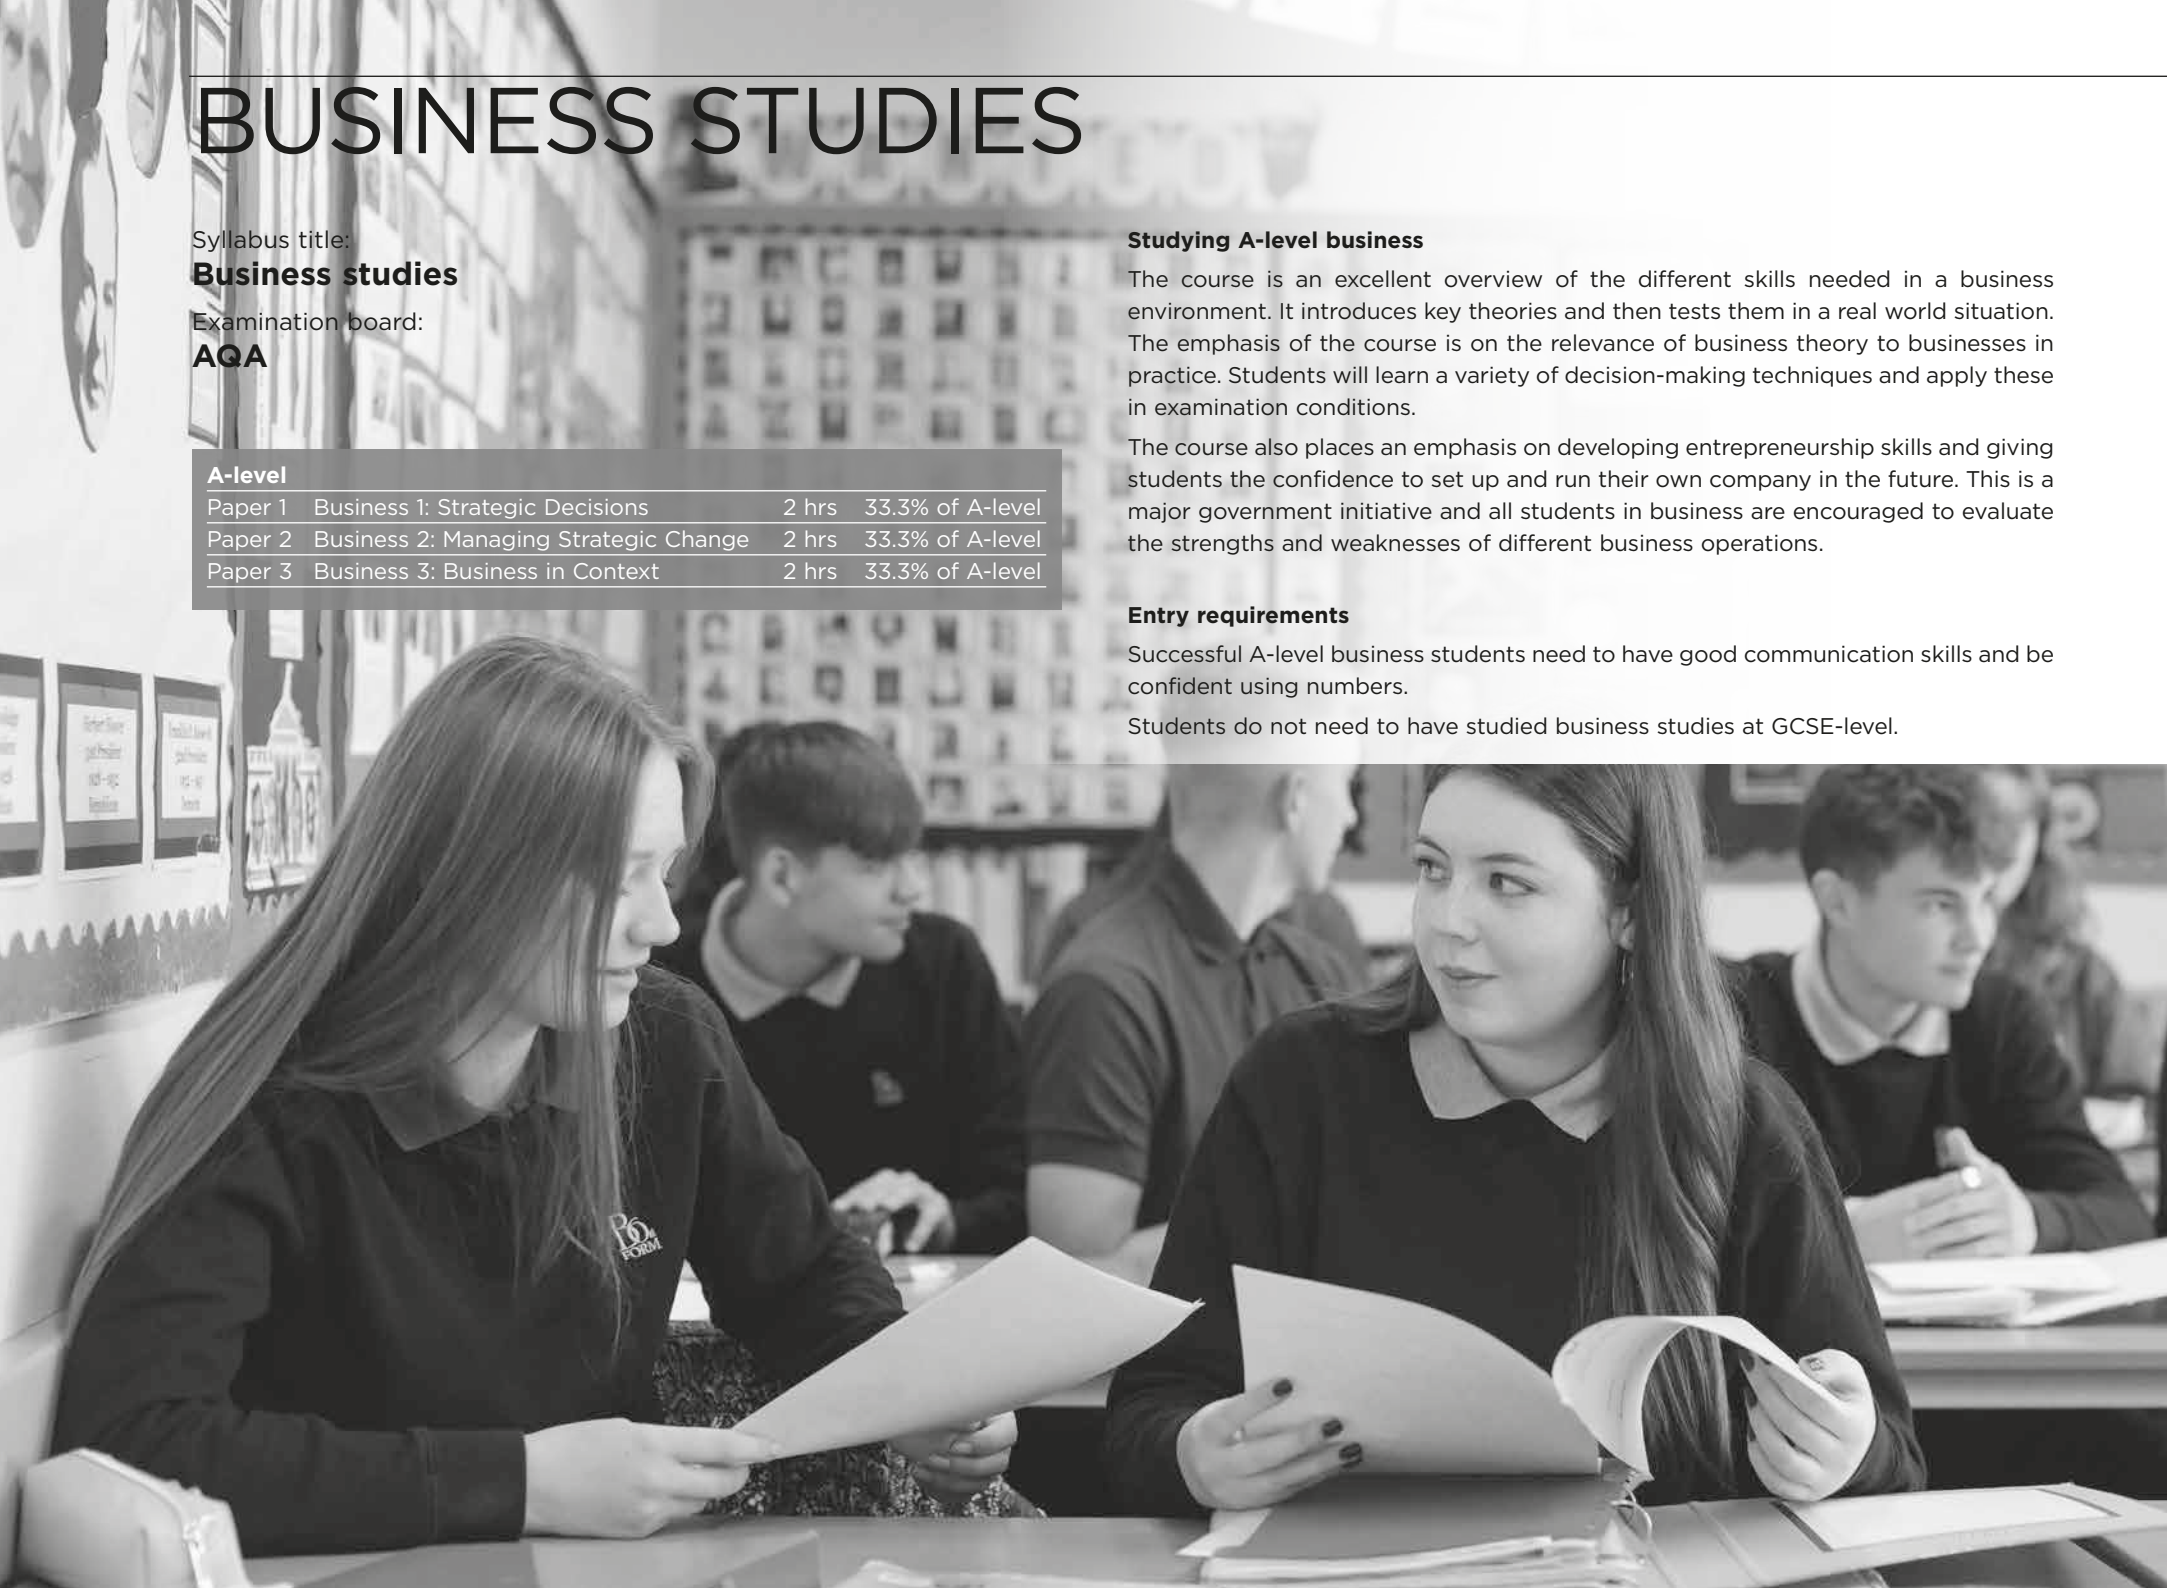 BUSINESS STUDIES
Syllabus title:
Business studies
Examination board:
AQA
A-level
Paper 1 Business 1: Strategic Decisions 2 hrs 33.3% of A-level
Paper 2 Business 2: Managing Strategic Change 2 hrs 33.3% of A-level
Paper 3 Business 3: Business in Context 2 hrs 33.3% of A-level
Studying A-level business
The course is an excellent overview of the different skills needed in a business
environment. It introduces key theories and then tests them in a real world situation.
The emphasis of the course is on the relevance of business theory to businesses in
practice. Students will learn a variety of decision-making techniques and apply these
in examination conditions.
The course also places an emphasis on developing entrepreneurship skills and giving
students the confidence to set up and run their own company in the future. This is a
major government initiative and all students in business are encouraged to evaluate
the strengths and weaknesses of different business operations.
Entry requirements
Successful A-level business students need to have good communication skills and be
confident using numbers.
Students do not need to have studied business studies at GCSE-level.
FORM